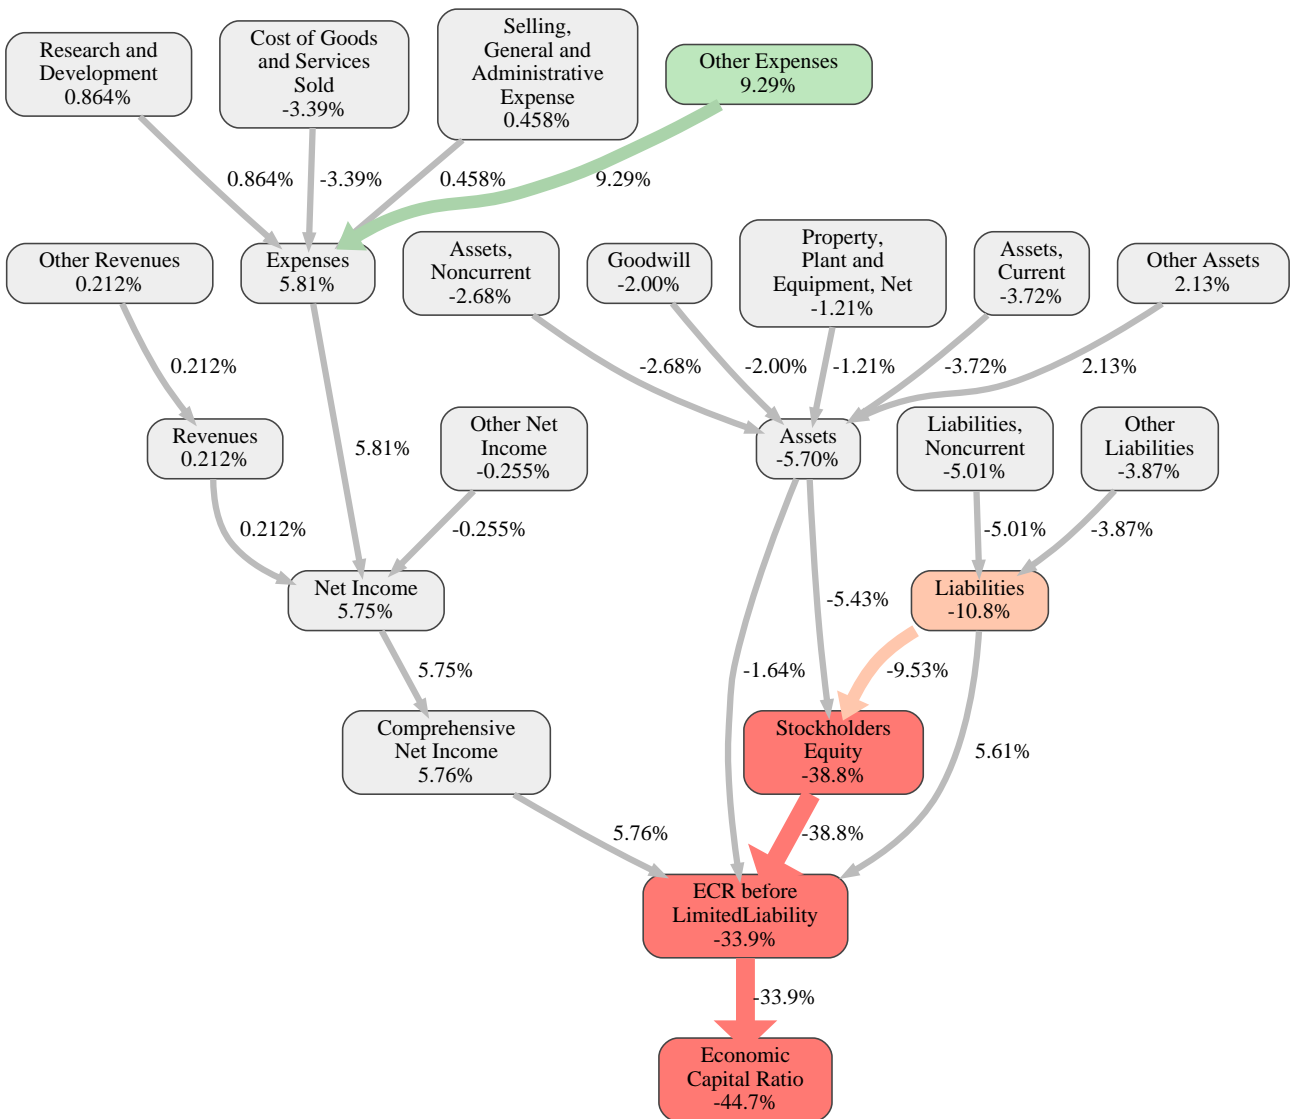 Research and
Development
0.864%
Cost of Goods
and Services
Sold
-3.39%
Selling,
General and
Administrative
Expense
0.458%
Other Expenses
9.29%
0.864%
-3.39%
0.458%
9.29%
Other Revenues
0.212%
Expenses
5.81%
Assets,
Noncurrent
-2.68%
Goodwill
-2.00%
Property,
Plant and
Equipment, Net
-1.21%
Assets,
Current
-3.72%
Other Assets
2.13%
0.212%
-2.68%
-2.00%
-1.21%
-3.72%
2.13%
Revenues
0.212%
5.81%
Other Net
Income
-0.255%
Assets
-5.70%
Liabilities,
Noncurrent
-5.01%
Other
Liabilities
-3.87%
0.212%
-0.255%
-5.01%
-3.87%
Net Income
5.75%
-5.43%
Liabilities
-10.8%
5.75%
-1.64%
-9.53%
Comprehensive
Net Income
5.76%
Stockholders
Equity
-38.8%
5.61%
5.76%
-38.8%
ECR before
LimitedLiability
-33.9%
-33.9%
Economic
Capital Ratio
-44.7%